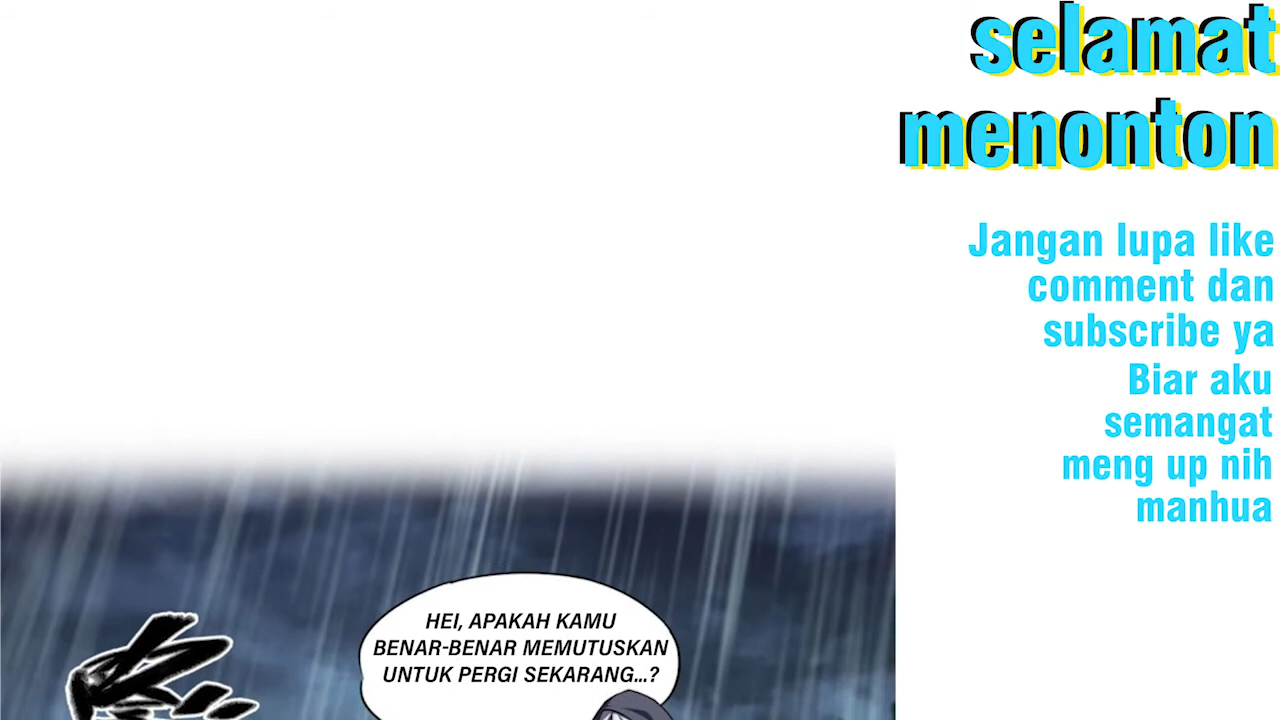 selamat
menonton
Jangan lupa like
comment dan
subscribe ya
Biar aku
semangat
meng up nih
manhua
HEI, APAKAH KAMU
BENAR-BENAR MEMUTUSKAN
UNTUK PERGI SEKARANG...?